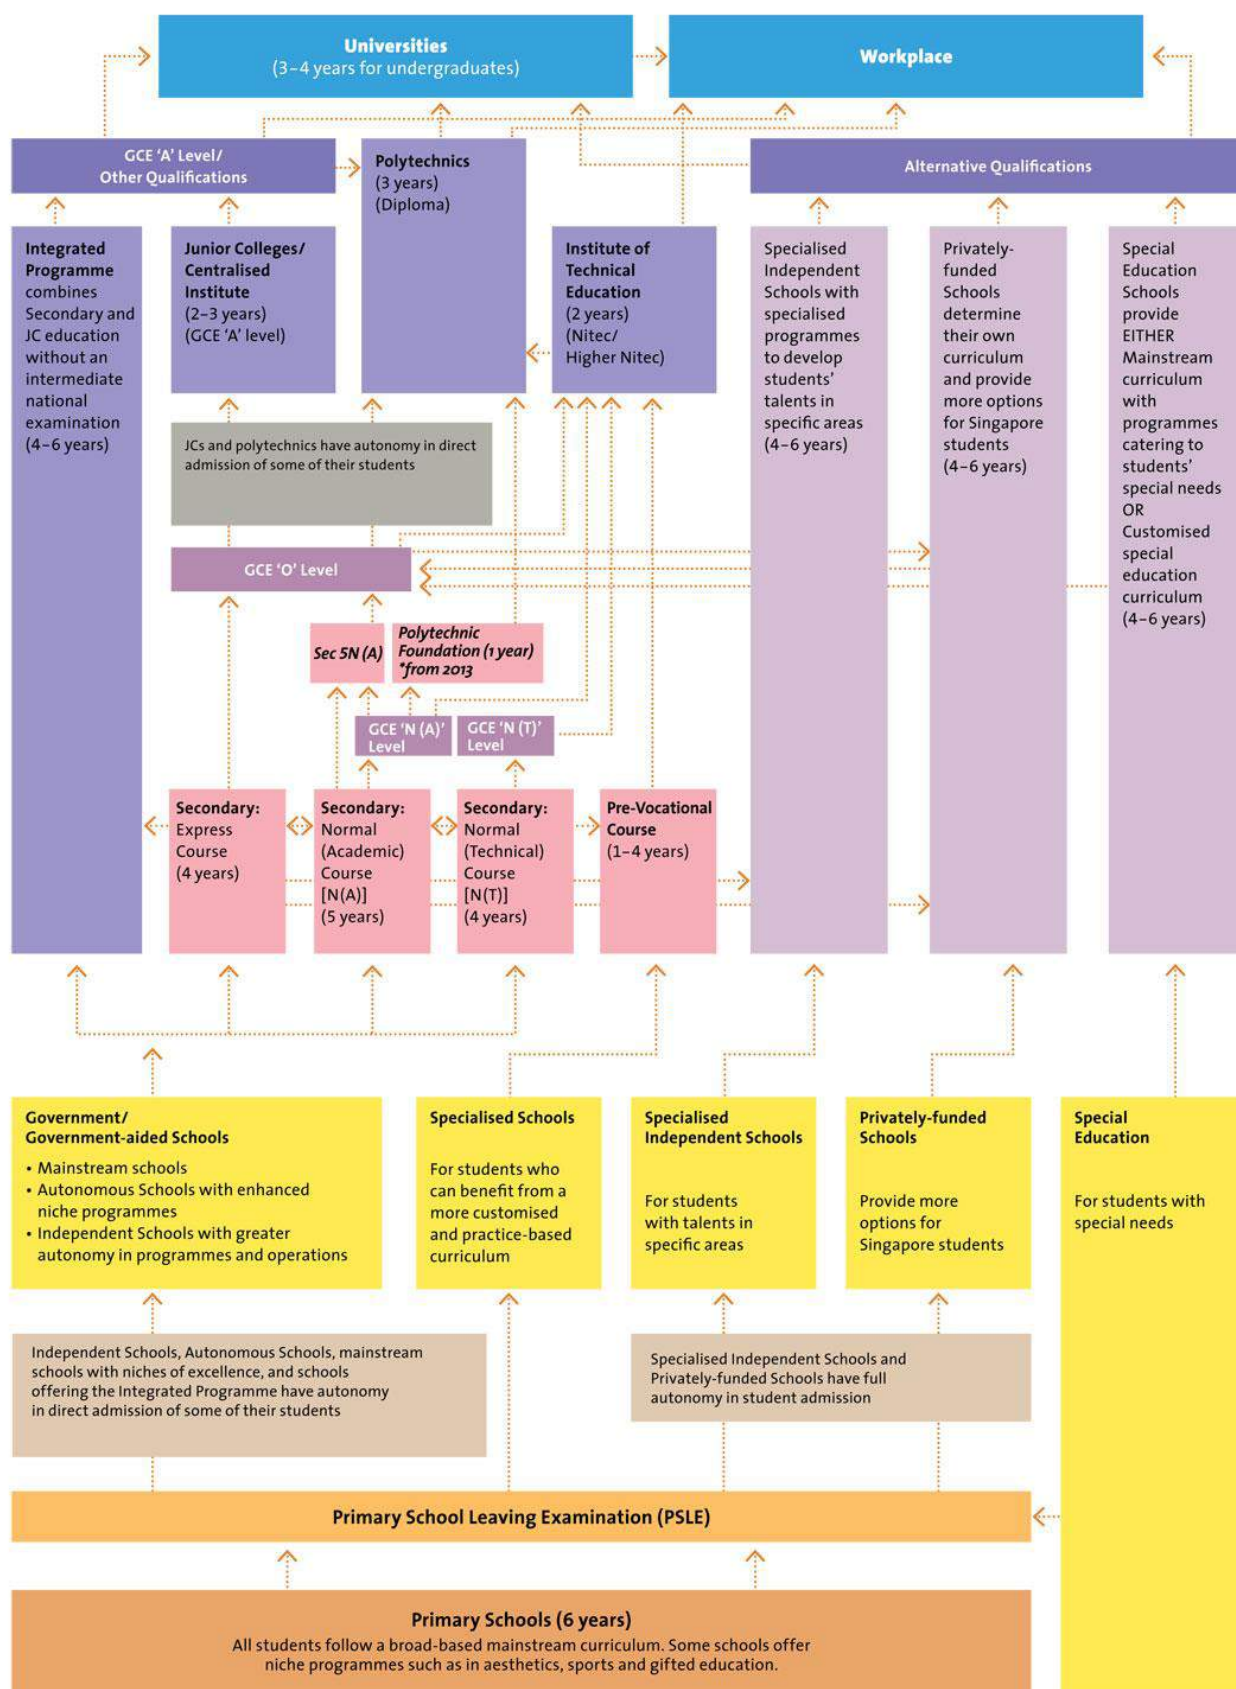 Universities
(3–4 years for undergraduates)
Workplace
GCE ‘A’ Level/
Other Qualifications
Polytechnics
(3 years)
(Diploma)
Alternative Qualifications
Integrated
Programme
combines
Secondary and
JC education
without an
intermediate
national
examination
(4–6 years)
Junior Colleges/
Centralised
Institute
(2–3 years)
(GCE ‘A’ level)
Institute of
Technical
Education
(2 years)
(Nitec/
Higher Nitec)
Specialised
Independent
Schools with
specialised
programmes
to develop
students’
talents in
specific areas
(4–6 years)
Privately-
funded
Schools
determine
their own
curriculum
and provide
more options
for Singapore
students
(4–6 years)
Special
Education
Schools
provide
EITHER
Mainstream
curriculum
with
programmes
catering to
students’
special needs
OR
Customised
special
education
curriculum
(4–6 years)
JCs and polytechnics have autonomy in direct
admission of some of their students
GCE ‘O’ Level
Sec 5N (A)
Polytechnic
Foundation (1 year)
*from 2013
GCE ‘N (A)’
Level
GCE ‘N (T)’
Level
Secondary:
Express
Course
(4 years)
Secondary:
Normal
(Academic)
Course
[N(A)]
(5 years)
Secondary:
Normal
(Technical)
Course
[N(T)]
(4 years)
Pre-Vocational
Course
(1–4 years)
Government/
Government-aided Schools
• Mainstream schools
• Autonomous Schools with enhanced
niche programmes
• Independent Schools with greater
autonomy in programmes and operations
Specialised Schools
For students who
can benefit from a
more customised
and practice-based
curriculum
Specialised
Independent Schools
For students
with talents in
specific areas
Privately-funded
Schools
Provide more
options for
Singapore students
Special
Education
For students with
special needs
Independent Schools, Autonomous Schools, mainstream
schools with niches of excellence, and schools
offering the Integrated Programme have autonomy
in direct admission of some of their students
Specialised Independent Schools and
Privately-funded Schools have full
autonomy in student admission
Primary School Leaving Examination (PSLE)
Primary Schools (6 years)
All students follow a broad-based mainstream curriculum. Some schools offer
niche programmes such as in aesthetics, sports and gifted education.